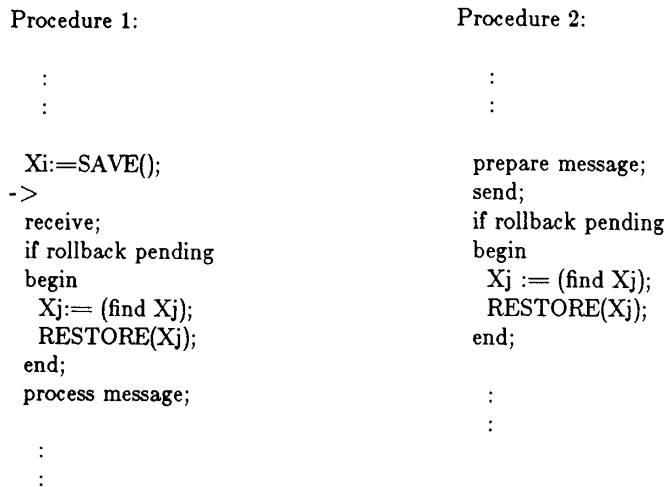 Procedure 1:
:
:
Xi:=SAVE();
->
receive;
if rollback pending
begin
Xj:= (find Xj);
RESTORE(Xj);
end;
process message;
:
:
Procedure 2:
:
:
prepare message;
send;
if rollback pending
begin
Xj := (find Xj);
RESTORE(Xj);
end;
:
: